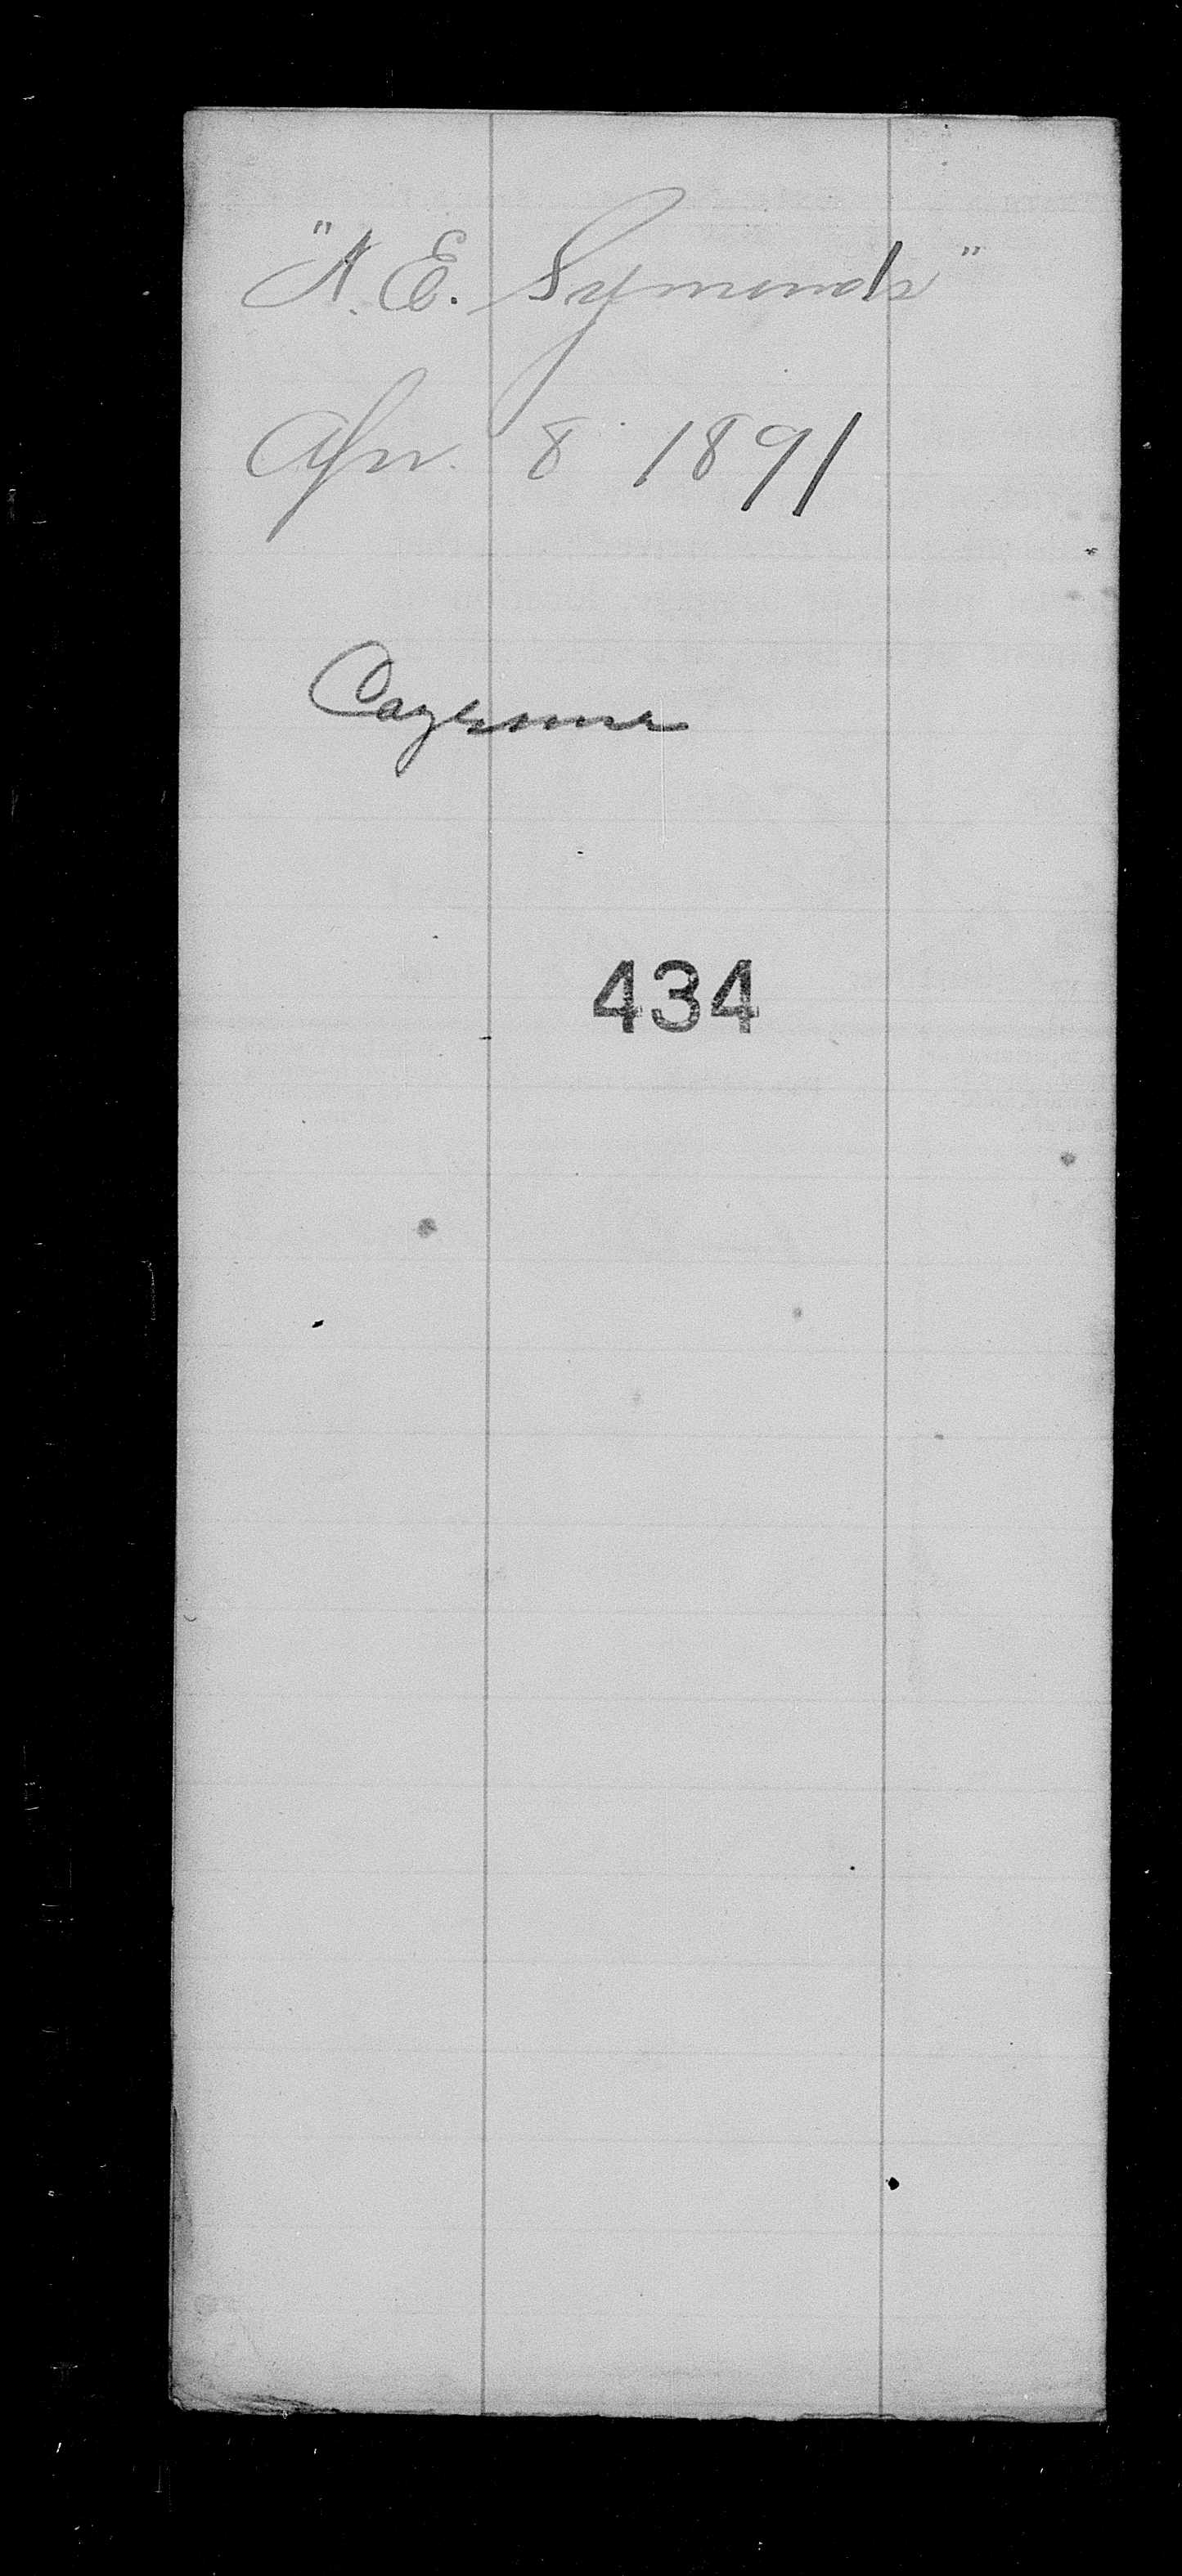 "A. E. Symonds"
Apr. 8 1891
Cayenne
434